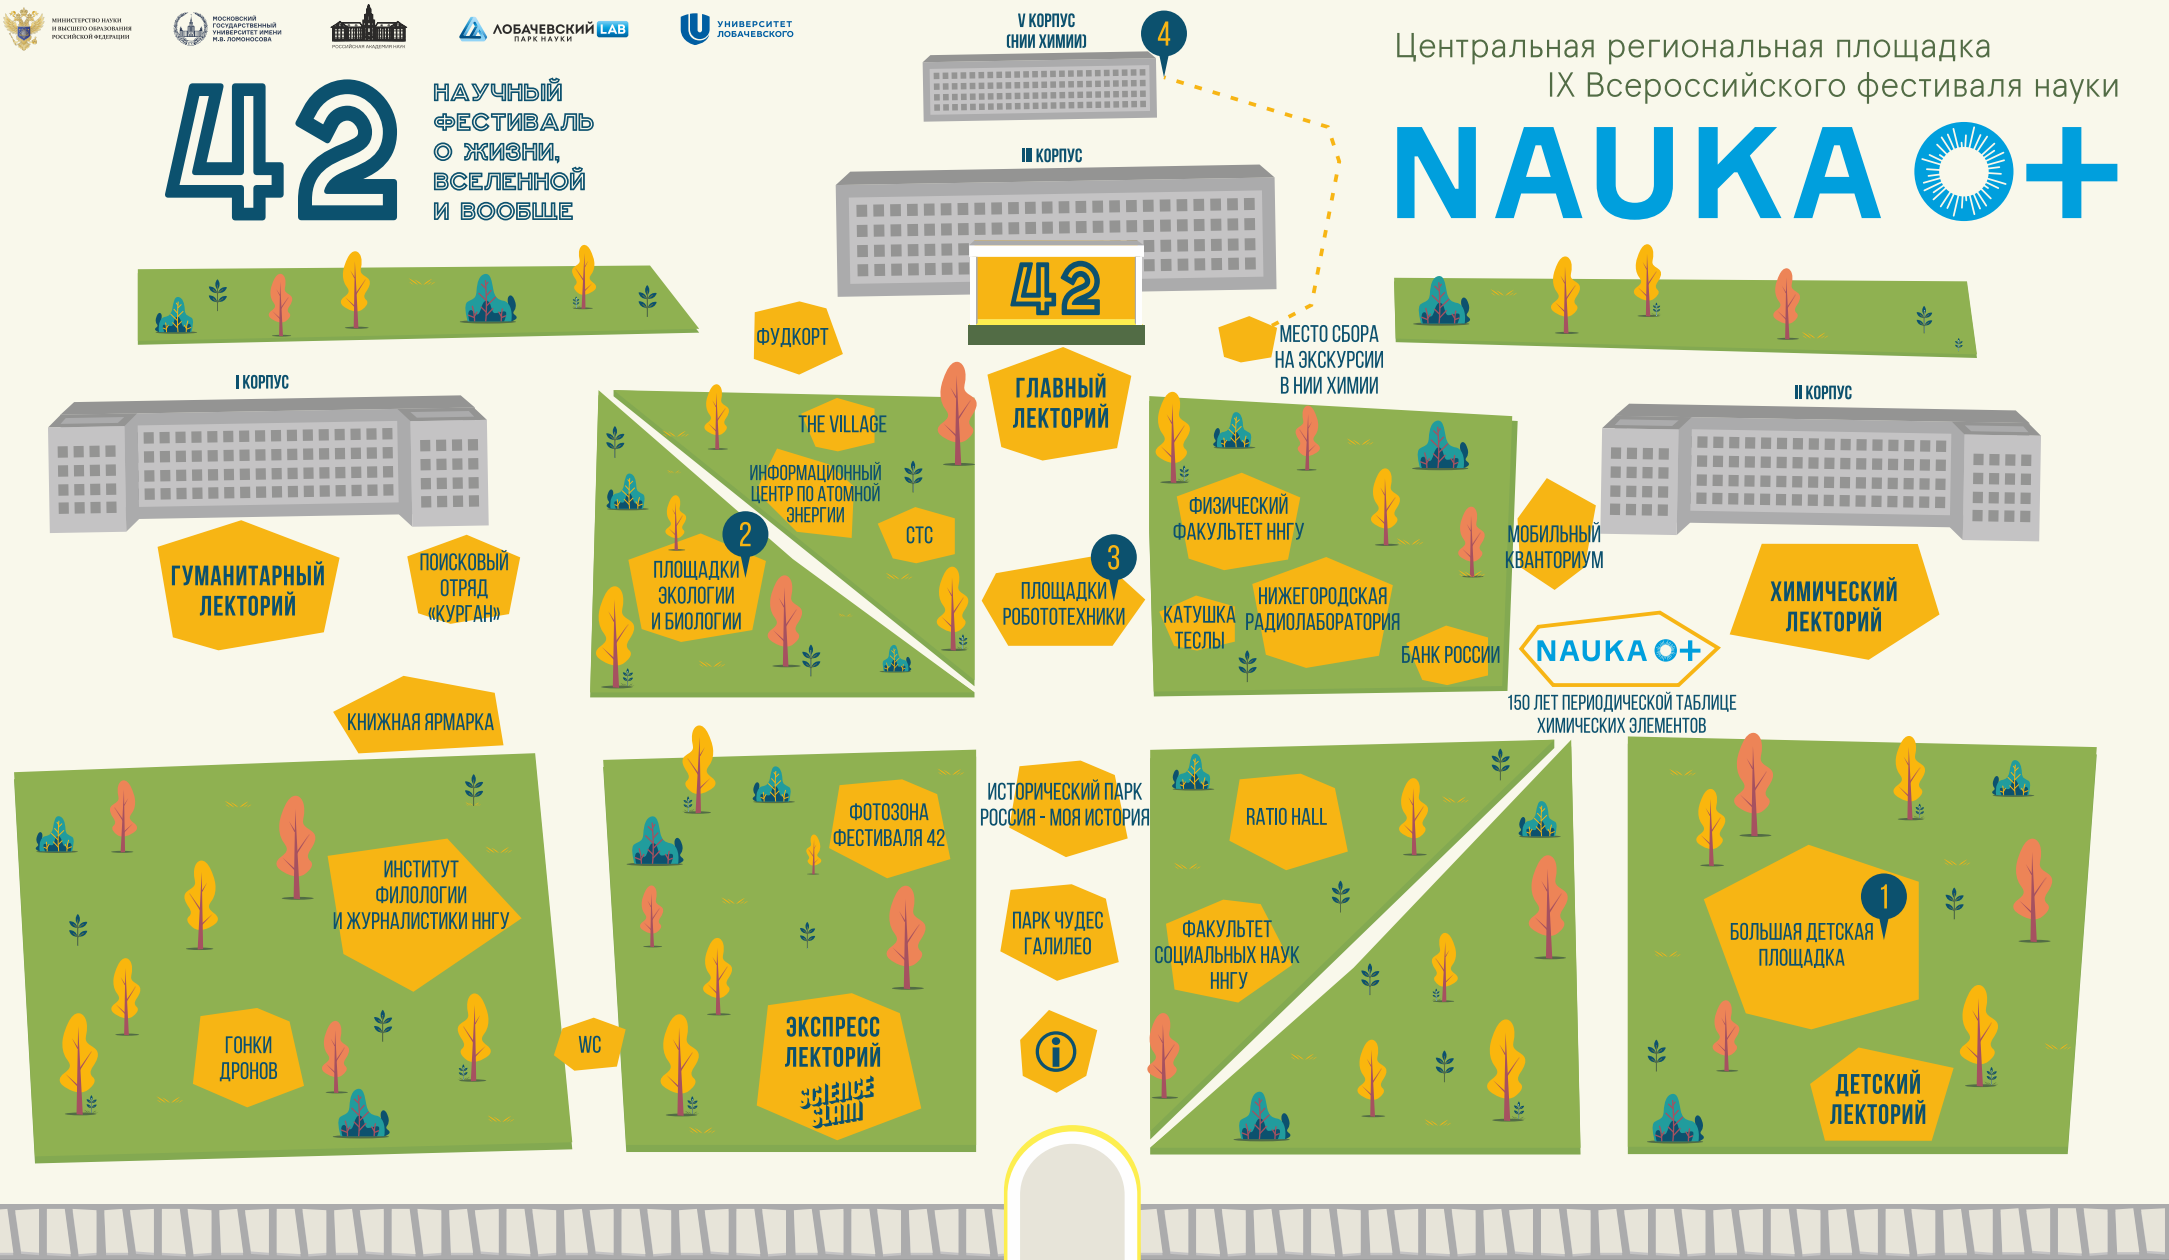 МИНИСТЕРСТВО НАУКИ
И ВЫСШЕГО ОБРАЗОВАНИЯ
РОССИЙСКОЙ ФЕДЕРАЦИИ
МОСКОВСКИЙ
ГОСУДАРСТВЕННЫЙ
УНИВЕРСИТЕТ ИМЕНИ
М.В. ЛОМОНОСОВА
РОССИЙСКАЯ АКАДЕМИЯ НАУК
ЛОБАЧЕВСКИЙ LAB
ПАРК НАУКИ
УНИВЕРСИТЕТ
ЛОБАЧЕВСКОГО
42
НАУЧНЫЙ
ФЕСТИВАЛЬ
О ЖИЗНИ,
ВСЕЛЕННОЙ
И ВООБЩЕ
V КОРПУС
(НИИ ХИМИИ)
4
Центральная региональная площадка
IX Всероссийского фестиваля науки
NAUKA O+
III КОРПУС
42
ФУДКОРТ
МЕСТО СБОРА
НА ЭКСКУРСИИ
В НИИ ХИМИИ
ГЛАВНЫЙ
ЛЕКТОРИЙ
I КОРПУС
II КОРПУС
THE VILLAGE
ИНФОРМАЦИОННЫЙ
ЦЕНТР ПО АТОМНОЙ
ЭНЕРГИИ
СТС
2
ПЛОЩАДКИ
ЭКОЛОГИИ
И БИОЛОГИИ
3
ПЛОЩАДКИ
РОБОТОТЕХНИКИ
ФИЗИЧЕСКИЙ
ФАКУЛЬТЕТ ННГУ
КАТУШКА
ТЕСЛЫ
НИЖЕГОРОДСКАЯ
РАДИОЛАБОРАТОРИЯ
БАНК РОССИИ
МОБИЛЬНЫЙ
КВАНТОРИУМ
ГУМАНИТАРНЫЙ
ЛЕКТОРИЙ
ПОИСКОВЫЙ
ОТРЯД
«КУРГАН»
ХИМИЧЕСКИЙ
ЛЕКТОРИЙ
NAUKA O+
150 ЛЕТ ПЕРИОДИЧЕСКОЙ ТАБЛИЦЕ
ХИМИЧЕСКИХ ЭЛЕМЕНТОВ
КНИЖНАЯ ЯРМАРКА
ИНСТИТУТ
ФИЛОЛОГИИ
И ЖУРНАЛИСТИКИ ННГУ
ГОНКИ
ДРОНОВ
WC
ФОТОЗОНА
ФЕСТИВАЛЯ 42
ЭКСПРЕСС
ЛЕКТОРИЙ
SCIENCE
SLAM
ИСТОРИЧЕСКИЙ ПАРК
РОССИЯ - МОЯ ИСТОРИЯ
ПАРК ЧУДЕС
ГАЛИЛЕО
i
RATIO HALL
ФАКУЛЬТЕТ
СОЦИАЛЬНЫХ НАУК
ННГУ
1
БОЛЬШАЯ ДЕТСКАЯ
ПЛОЩАДКА
ДЕТСКИЙ
ЛЕКТОРИЙ